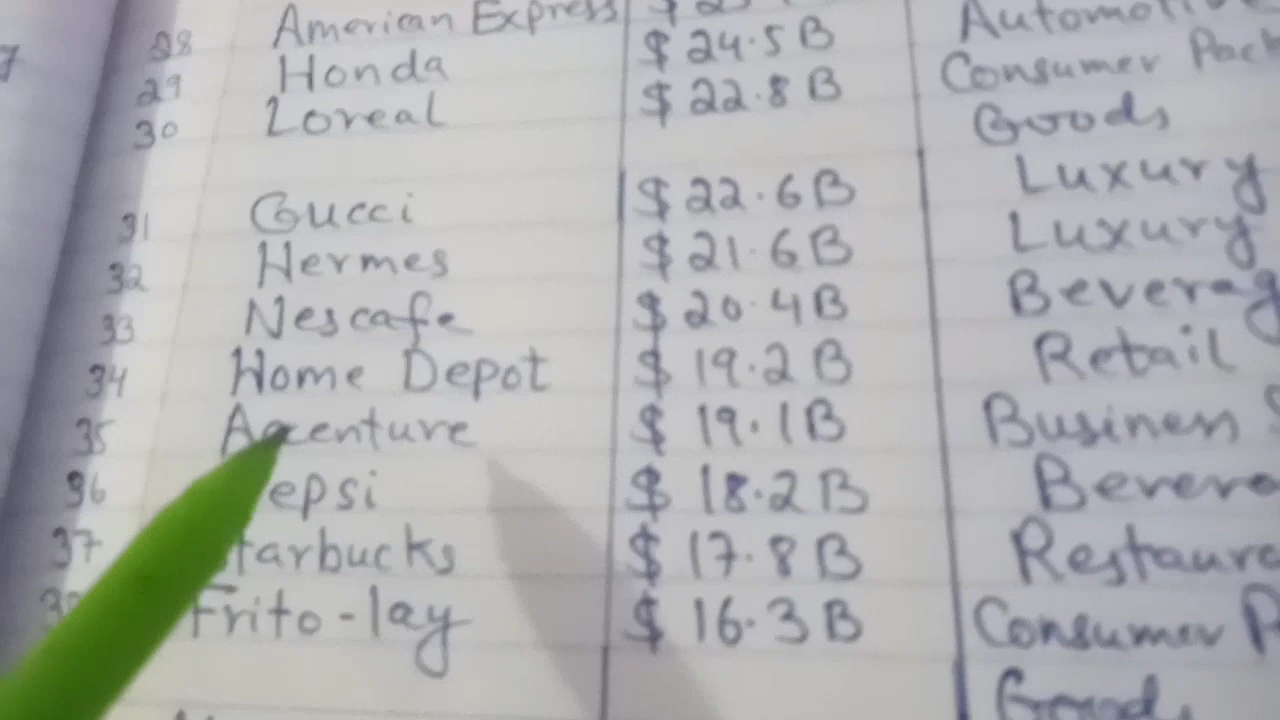 28 American Express $
29 Honda $ 24.5B Automotive
30 Loreal $ 22.8B Consumer Pack
Goods
31 Gucci $ 22.6B Luxury
32 Hermes $ 21.6B Luxury
33 Nescafe $ 20.4B Beverag
34 Home Depot $ 19.2B Retail
35 Accenture $ 19.1B Business S
36 epsi $ 18.2B Bevera
37 tarbucks $ 17.8B Restaura
Frito-lay $ 16.3B Consumer P
Goods